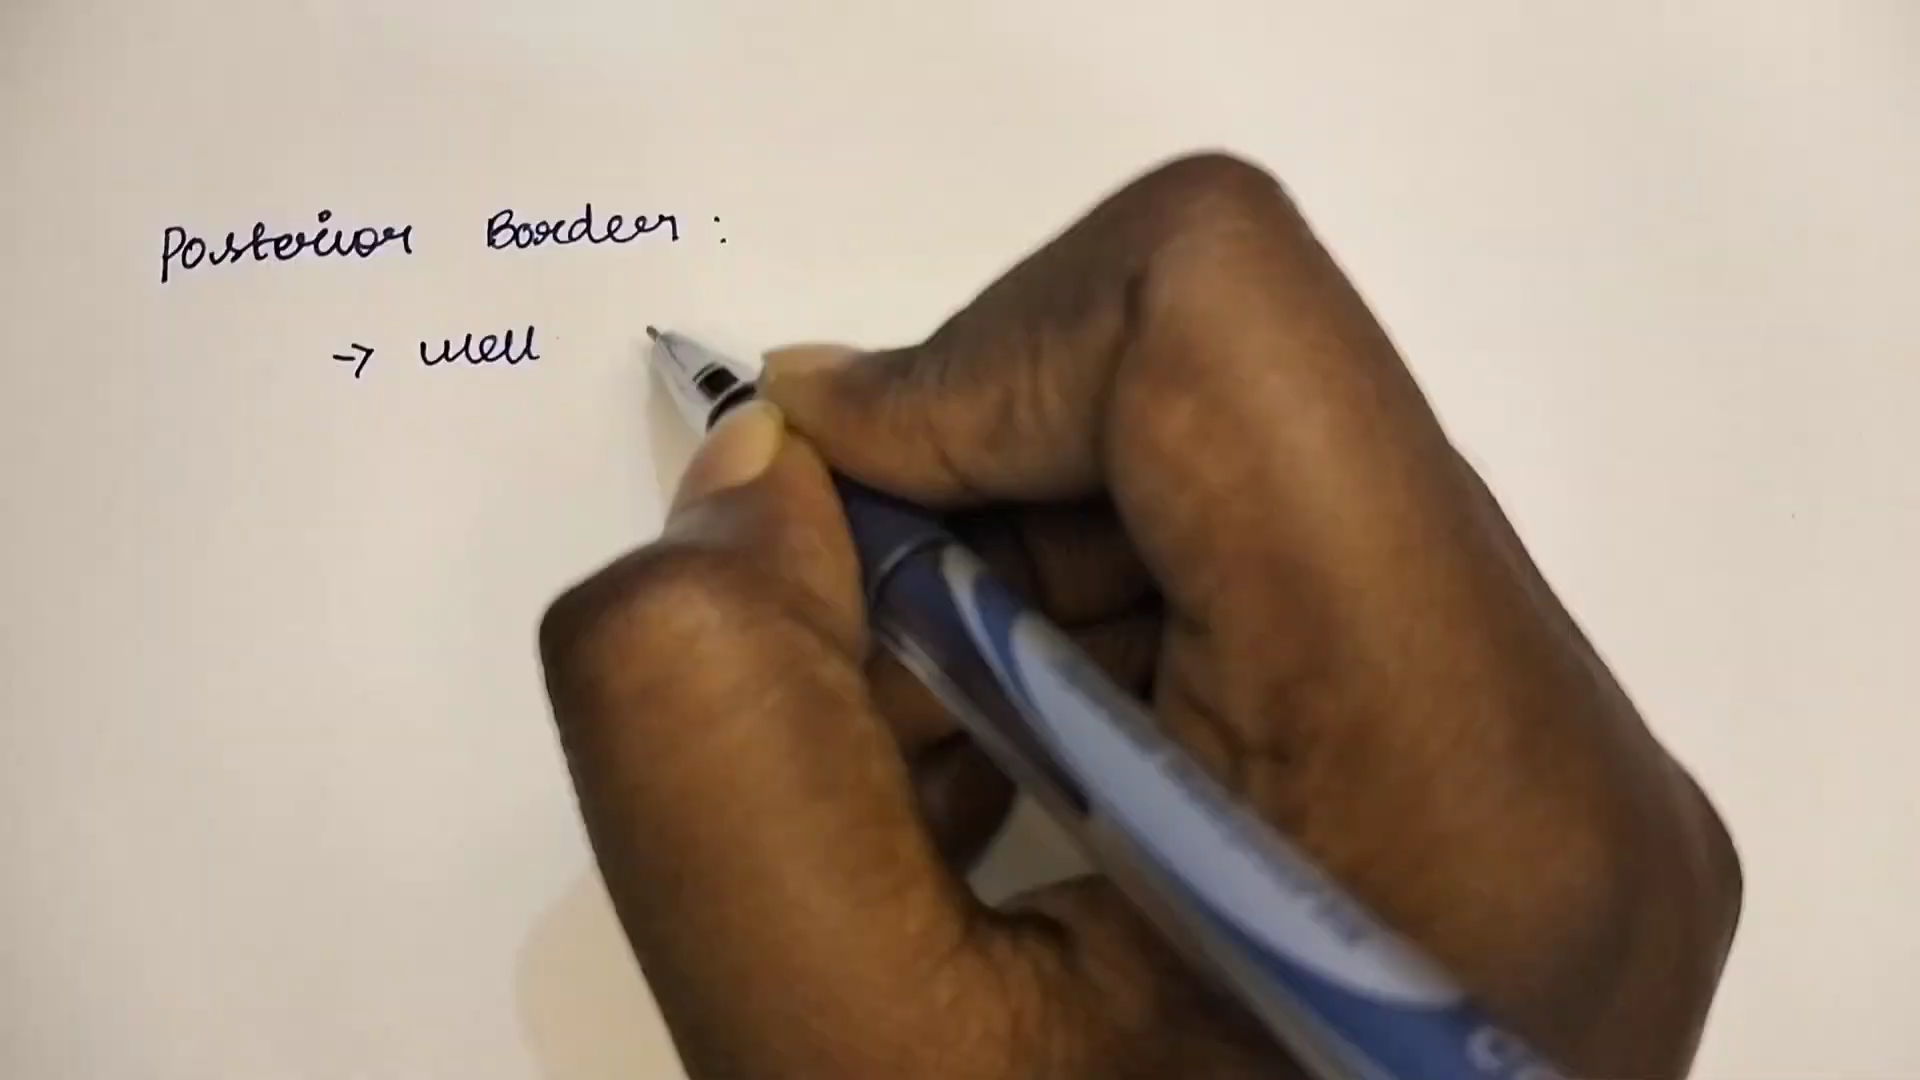 Posterior Border :
→ well